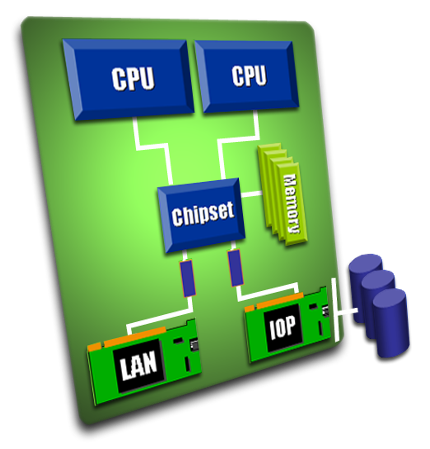 CPU
CPU
Memory
Chipset
LAN
IOP